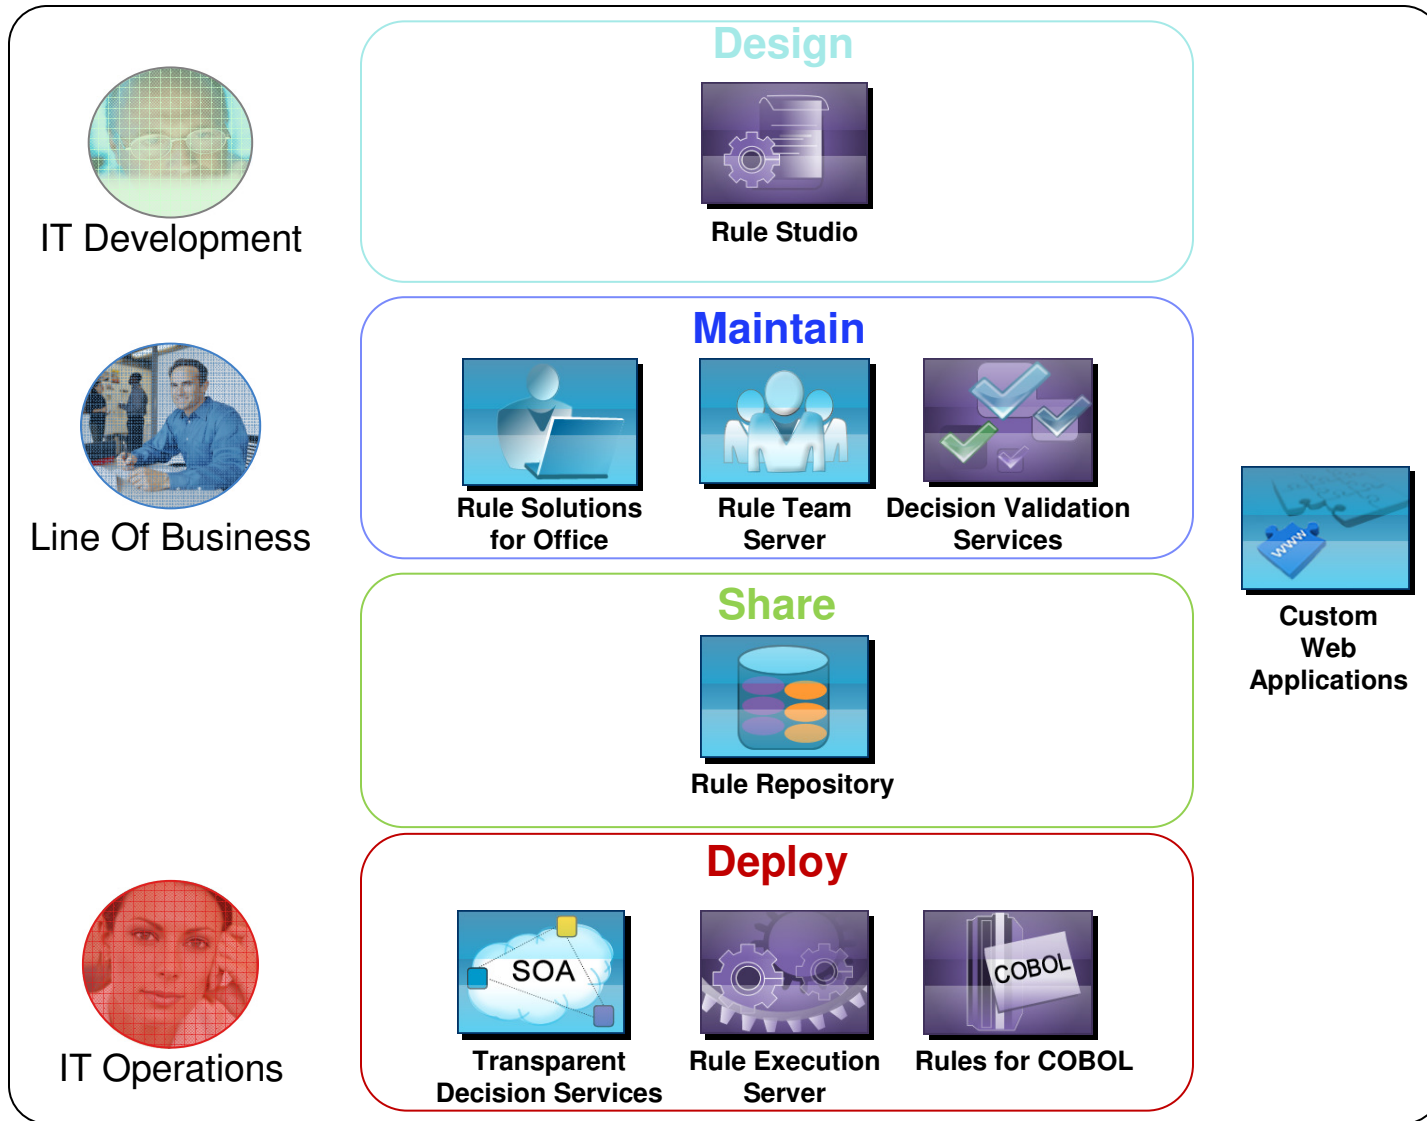 Design
Rule Studio
IT Development
Maintain
Rule Solutions
for Office
Rule Team
Server
Decision Validation
Services
Line Of Business
www
Custom
Web
Applications
Share
Rule Repository
Deploy
SOA
COBOL
Transparent
Decision Services
Rule Execution
Server
Rules for COBOL
IT Operations